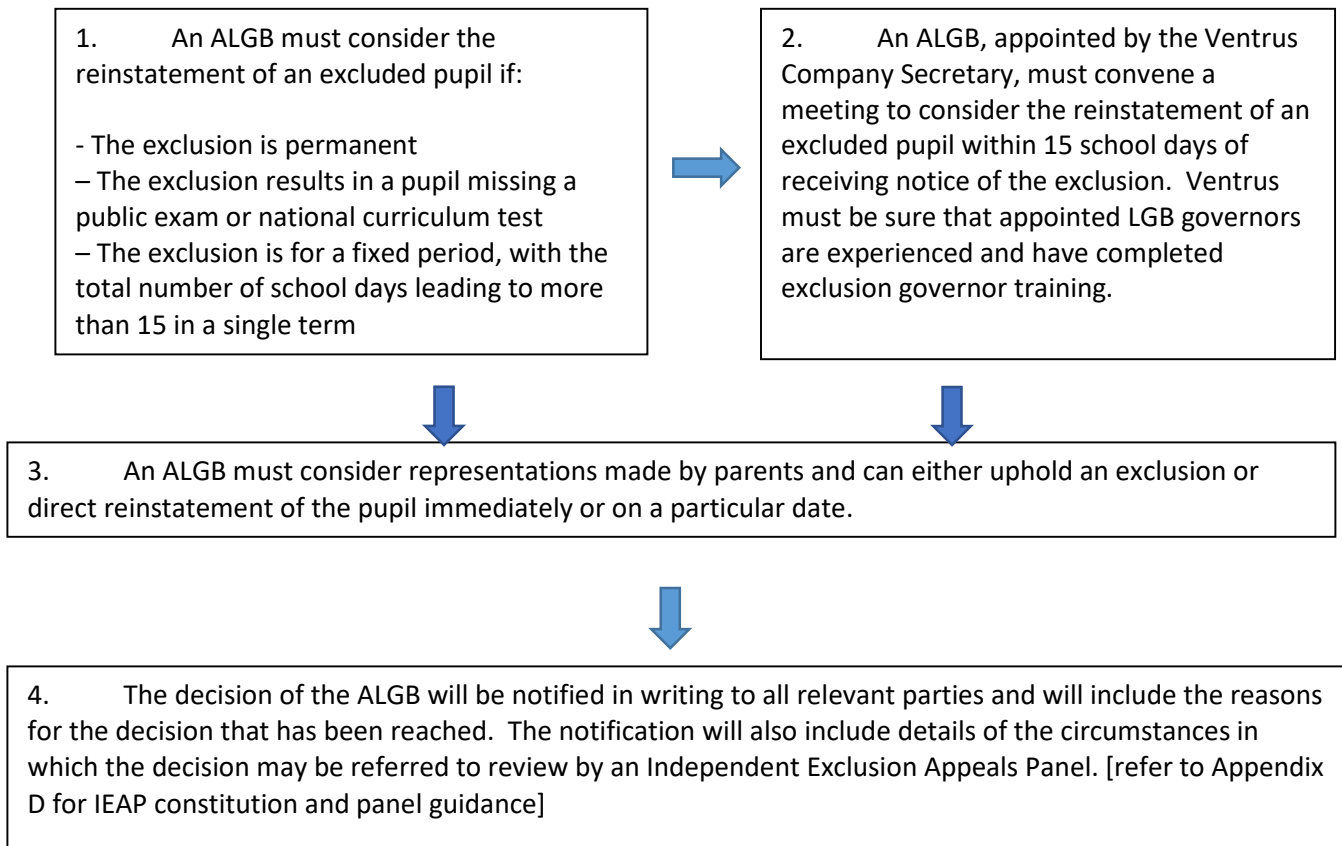 1. An ALGB must consider the
reinstatement of an excluded pupil if:
- The exclusion is permanent
– The exclusion results in a pupil missing a
public exam or national curriculum test
– The exclusion is for a fixed period, with the
total number of school days leading to more
than 15 in a single term
2. An ALGB, appointed by the Ventrus
Company Secretary, must convene a
meeting to consider the reinstatement of an
excluded pupil within 15 school days of
receiving notice of the exclusion. Ventrus
must be sure that appointed LGB governors
are experienced and have completed
exclusion governor training.
3. An ALGB must consider representations made by parents and can either uphold an exclusion or
direct reinstatement of the pupil immediately or on a particular date.
4. The decision of the ALGB will be notified in writing to all relevant parties and will include the reasons
for the decision that has been reached. The notification will also include details of the circumstances in
which the decision may be referred to review by an Independent Exclusion Appeals Panel. [refer to Appendix
D for IEAP constitution and panel guidance]